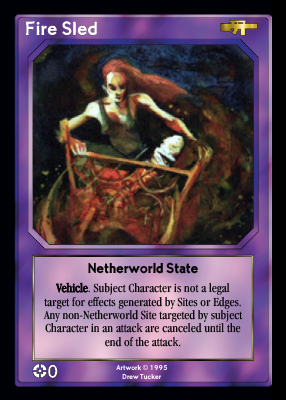 Fire Sled
Netherworld State
Vehicle. Subject Character is not a legal
target for effects generated by Sites or Edges.
Any non-Netherworld Site targeted by subject
Character in an attack are canceled until the
end of the attack.
0
Artwork © 1995
Drew Tucker